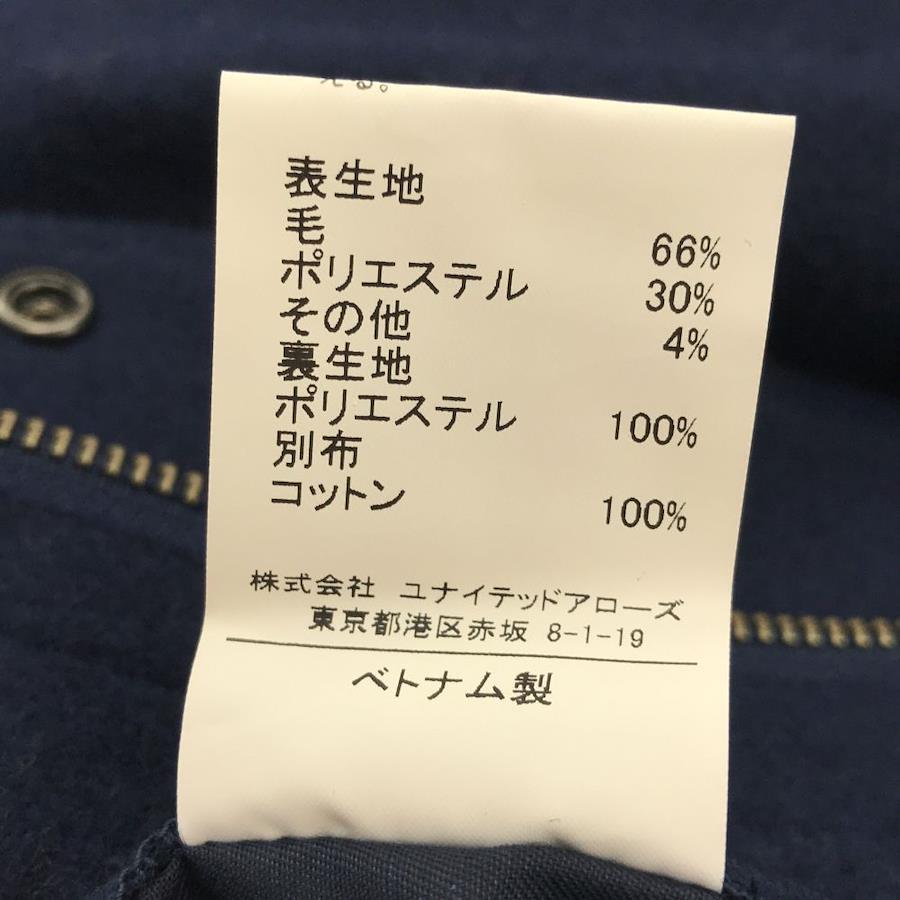 える。
表生地
毛 66%
ポリエステル 30%
その他 4%
裏生地
ポリエステル 100%
別布
コットン 100%
株式会社 ユナイテッドアローズ
東京都港区赤坂 8-1-19
ベトナム製